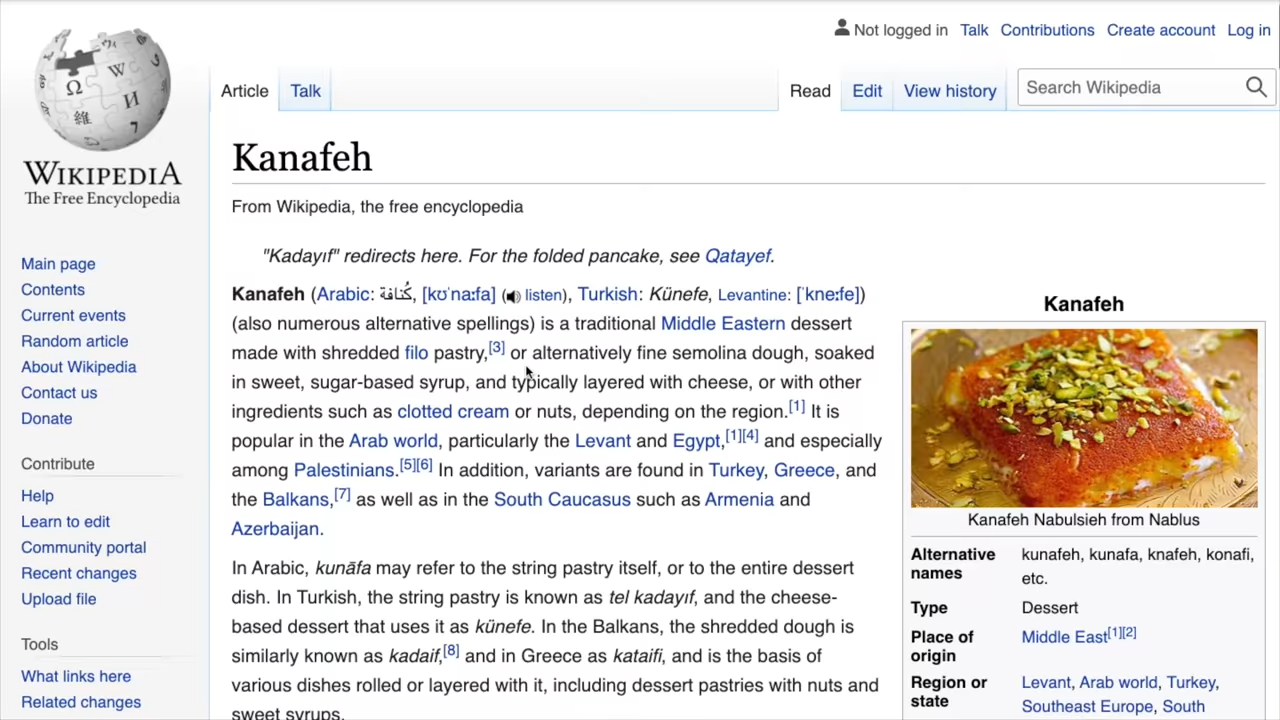 Not logged in Talk Contributions Create account Log in
Article Talk Read Edit View history Search Wikipedia
WIKIPEDIA
The Free Encyclopedia
Main page
Contents
Current events
Random article
About Wikipedia
Contact us
Donate
Contribute
Help
Learn to edit
Community portal
Recent changes
Upload file
Tools
What links here
Related changes
Kanafeh
From Wikipedia, the free encyclopedia
"Kadayıf" redirects here. For the folded pancake, see Qatayef.
Kanafeh (Arabic: كُنافة, [kʊˈnaːfa] (listen), Turkish: Künefe, Levantine: [ˈkneːfe])
(also numerous alternative spellings) is a traditional Middle Eastern dessert
made with shredded filo pastry,[3] or alternatively fine semolina dough, soaked
in sweet, sugar-based syrup, and typically layered with cheese, or with other
ingredients such as clotted cream or nuts, depending on the region.[1] It is
popular in the Arab world, particularly the Levant and Egypt,[1][4] and especially
among Palestinians.[5][6] In addition, variants are found in Turkey, Greece, and
the Balkans,[7] as well as in the South Caucasus such as Armenia and
Azerbaijan.
In Arabic, kunāfa may refer to the string pastry itself, or to the entire dessert
dish. In Turkish, the string pastry is known as tel kadayıf, and the cheese-
based dessert that uses it as künefe. In the Balkans, the shredded dough is
similarly known as kadaif,[8] and in Greece as kataifi, and is the basis of
various dishes rolled or layered with it, including dessert pastries with nuts and
sweet syrups.
Kanafeh
Kanafeh Nabulsieh from Nablus
Alternative names kunafeh, kunafa, knafeh, konafi,
etc.
Type Dessert
Place of origin Middle East[1][2]
Region or state Levant, Arab world, Turkey,
Southeast Europe, South